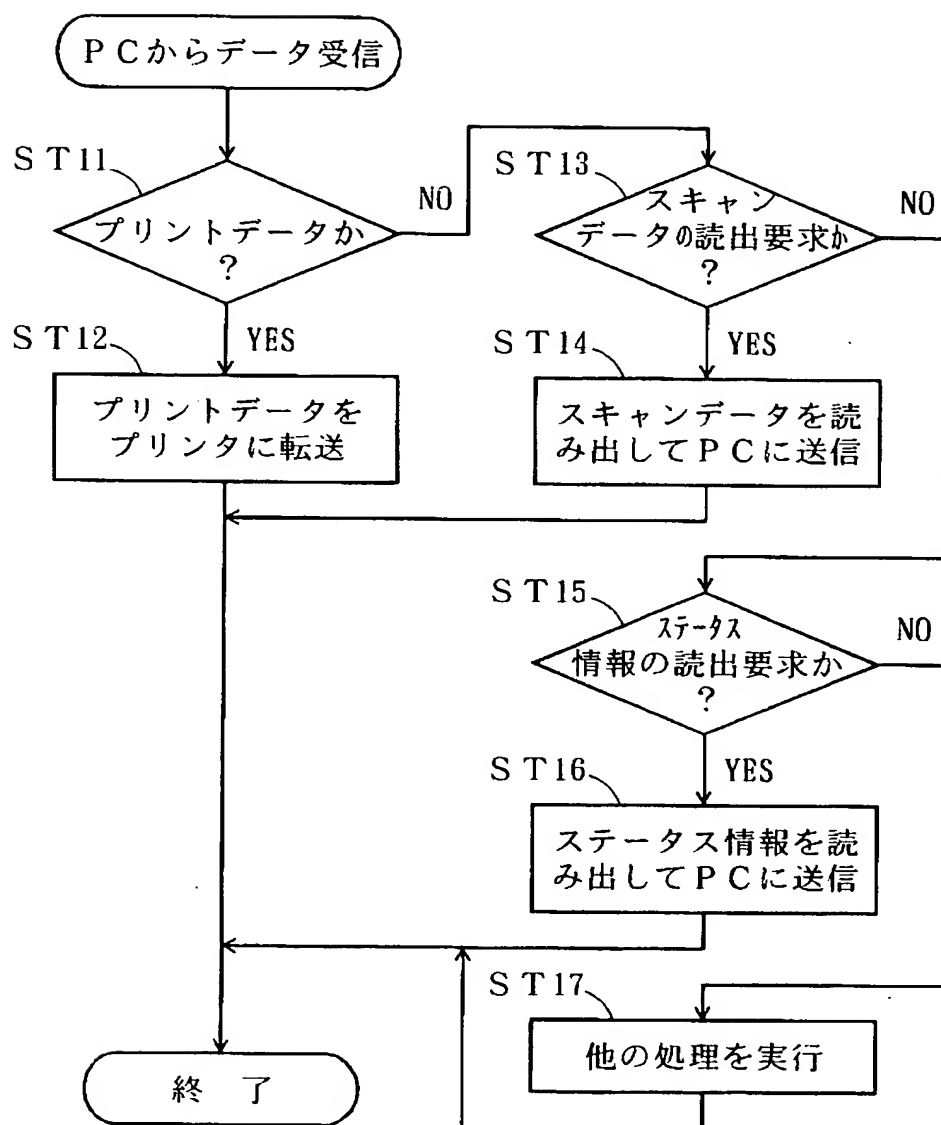 PCからデータ受信
ST11
プリントデータか
?
NO
YES
ST12
プリントデータを
プリンタに転送
ST13
スキャン
データの読出要求か
?
NO
YES
ST14
スキャンデータを読
み出してPCに送信
ST15
ステータス
情報の読出要求か
?
NO
YES
ST16
ステータス情報を読
み出してPCに送信
ST17
他の処理を実行
終了